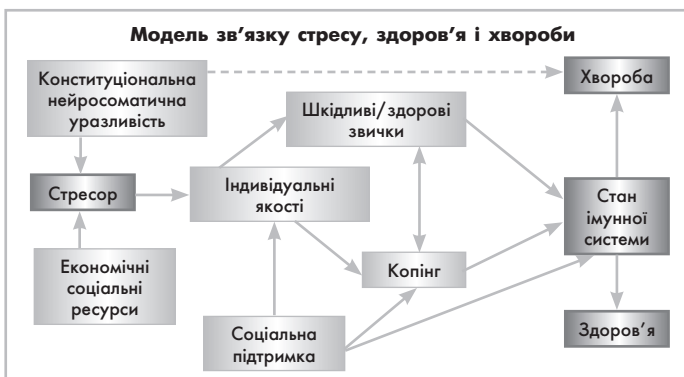 Модель зв’язку стресу, здоров’я і хвороби
Конституціональна
нейросоматична
уразливість
Хвороба
Шкідливі/здорові
звички
Стресор
Індивідуальні
якості
Стан
імунної
системи
Економічні
соціальні
ресурси
Копінг
Соціальна
підтримка
Здоров’я